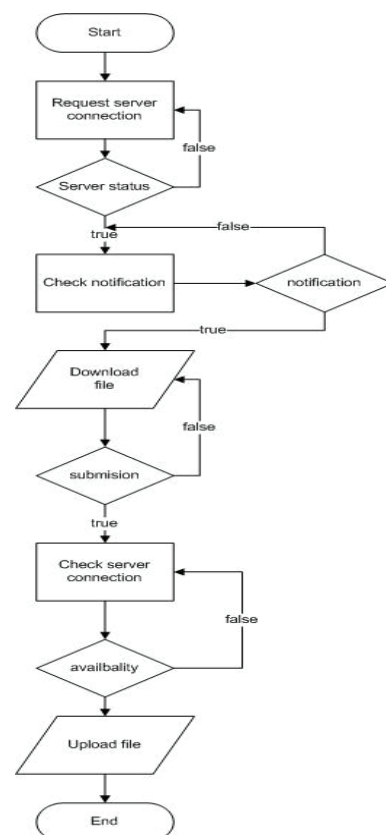 Start
Request server
connection
false
Server status
true
false
Check notification
notification
true
Download
file
false
submision
true
Check server
connection
false
availbality
Upload file
End